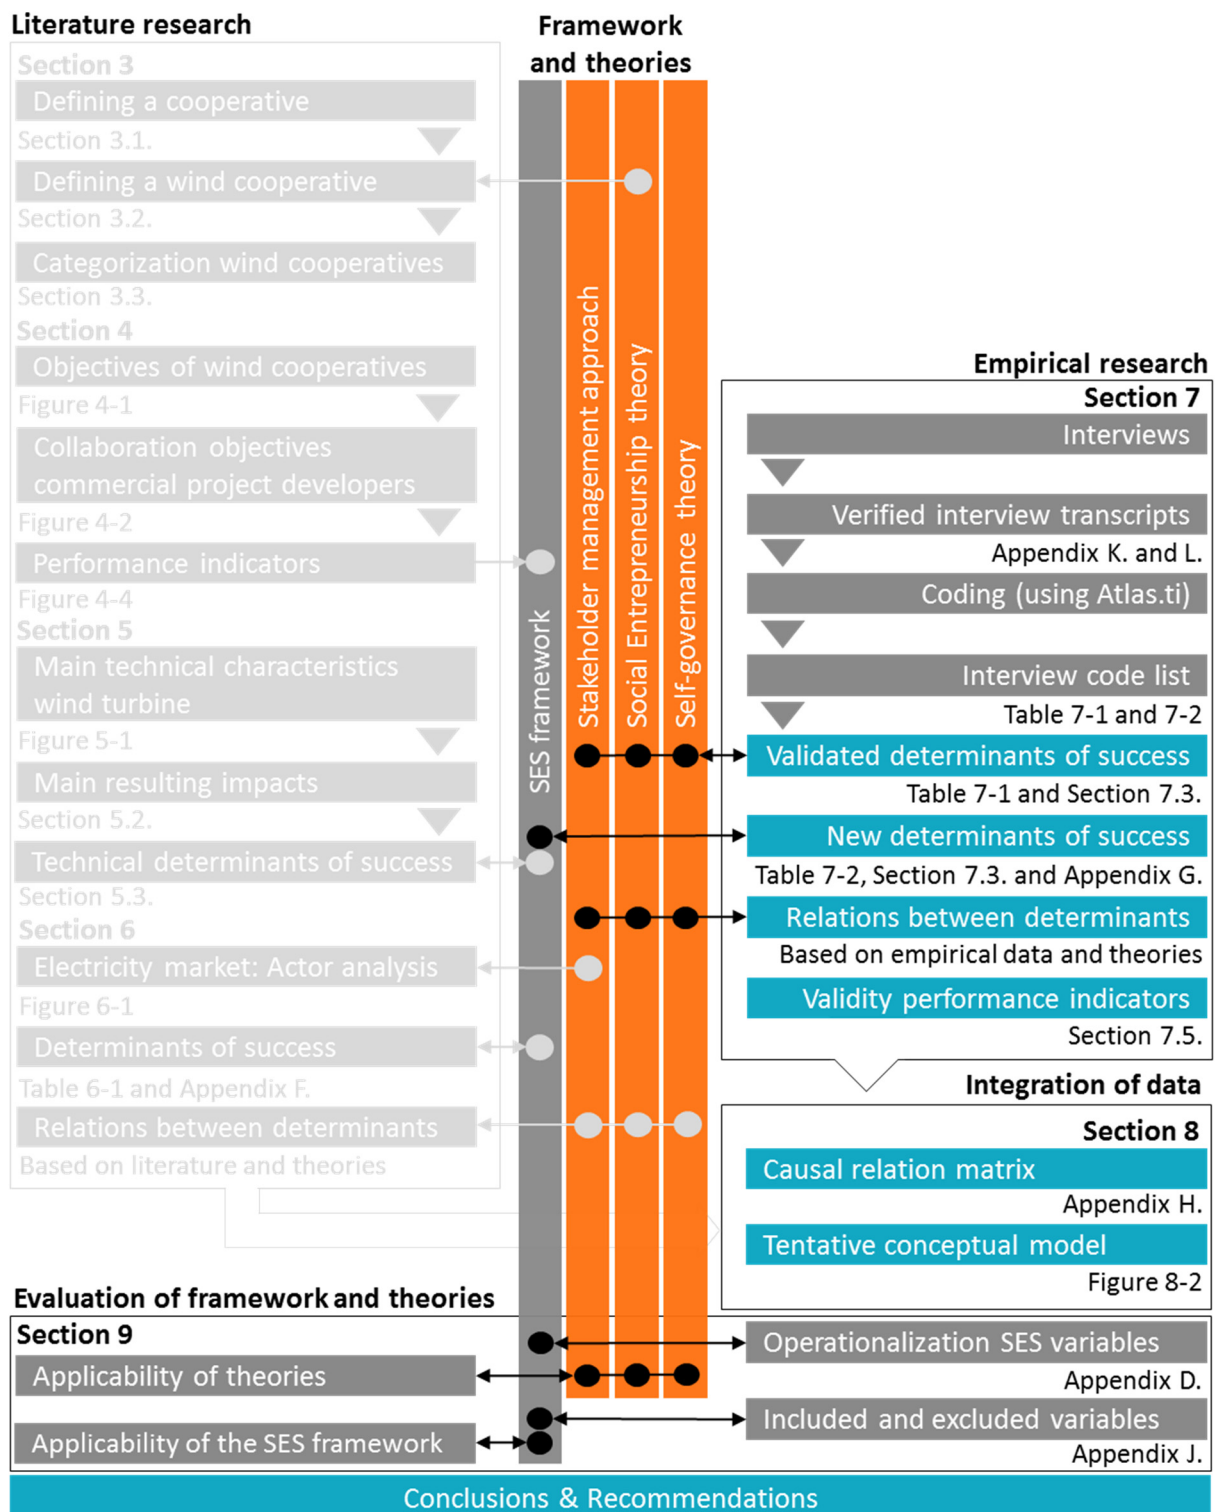 Literature research
Section 3
Defining a cooperative
Section 3.1.
Defining a wind cooperative
Section 3.2.
Categorization wind cooperatives
Section 3.3.
Section 4
Objectives of wind cooperatives
Figure 4-1
Collaboration objectives
commercial project developers
Figure 4-2
Performance indicators
Figure 4-4
Section 5
Main technical characteristics
wind turbine
Figure 5-1
Main resulting impacts
Section 5.2.
Technical determinants of success
Section 5.3.
Section 6
Electricity market: Actor analysis
Figure 6-1
Determinants of success
Table 6-1 and Appendix F.
Relations between determinants
Based on literature and theories
Framework
and theories
SES framework
Stakeholder management approach
Social Entrepreneurship theory
Self-governance theory
Empirical research
Section 7
Interviews
Verified interview transcripts
Appendix K. and L.
Coding (using Atlas.ti)
Interview code list
Table 7-1 and 7-2
Validated determinants of success
Table 7-1 and Section 7.3.
New determinants of success
Table 7-2, Section 7.3. and Appendix G.
Relations between determinants
Based on empirical data and theories
Validity performance indicators
Section 7.5.
Integration of data
Section 8
Causal relation matrix
Appendix H.
Tentative conceptual model
Figure 8-2
Evaluation of framework and theories
Section 9
Applicability of theories
Applicability of the SES framework
Operationalization SES variables
Appendix D.
Included and excluded variables
Appendix J.
Conclusions & Recommendations